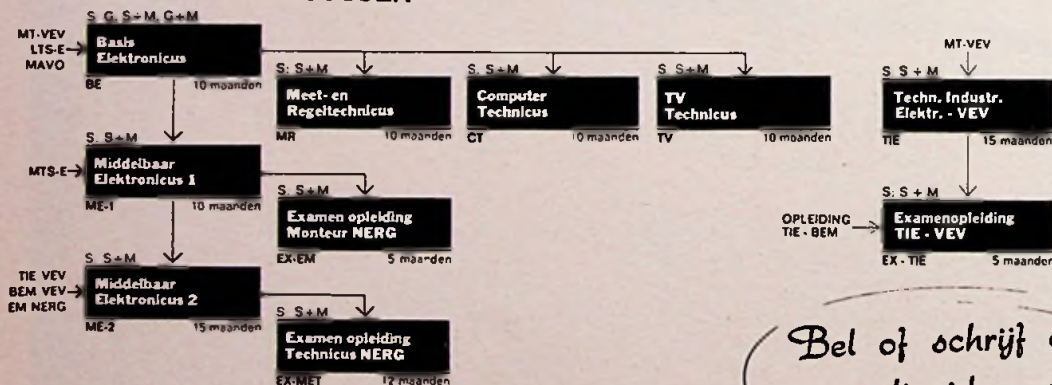 S G, S+M, G+M
MT-VEV
LTS-E
MAVO
Basis
Elektronicus
BE 10 maanden
S: S+M
Meet- en
Regeltechnicus
MR 10 maanden
S. S+M
Computer
Technicus
CT 10 maanden
S S+M
TV
Technicus
TV 10 maanden
MT-VEV
S S + M
Techn. Industr.
Elektr. - VEV
TIE 15 maanden
S. S+M
MTS-E
Middelbaar
Elektronicus 1
ME-1 10 maanden
S. S+M
Examen opleiding
Monteur NERG
EX-EM 5 maanden
S: S + M
OPLEIDING
TIE - BEM
Examenopleiding
TIE - VEV
EX - TIE 5 maanden
S S+M
TIE VEV
BEM VEV
EM NERG
Middelbaar
Elektronicus 2
ME-2 15 maanden
S S+M
Examen opleiding
Technicus NERG
EX-MET 12 maanden
Bel of schrijf